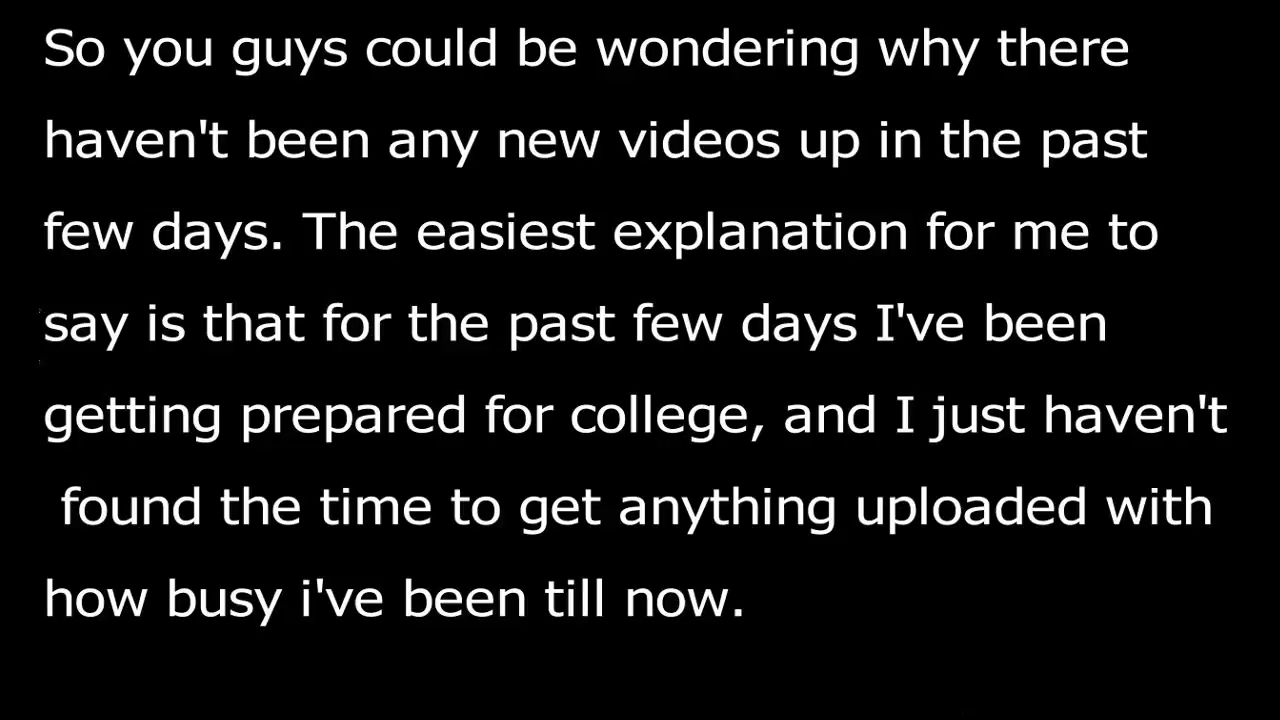 So you guys could be wondering why there
haven't been any new videos up in the past
few days. The easiest explanation for me to
say is that for the past few days I've been
getting prepared for college, and I just haven't
found the time to get anything uploaded with
how busy i've been till now.